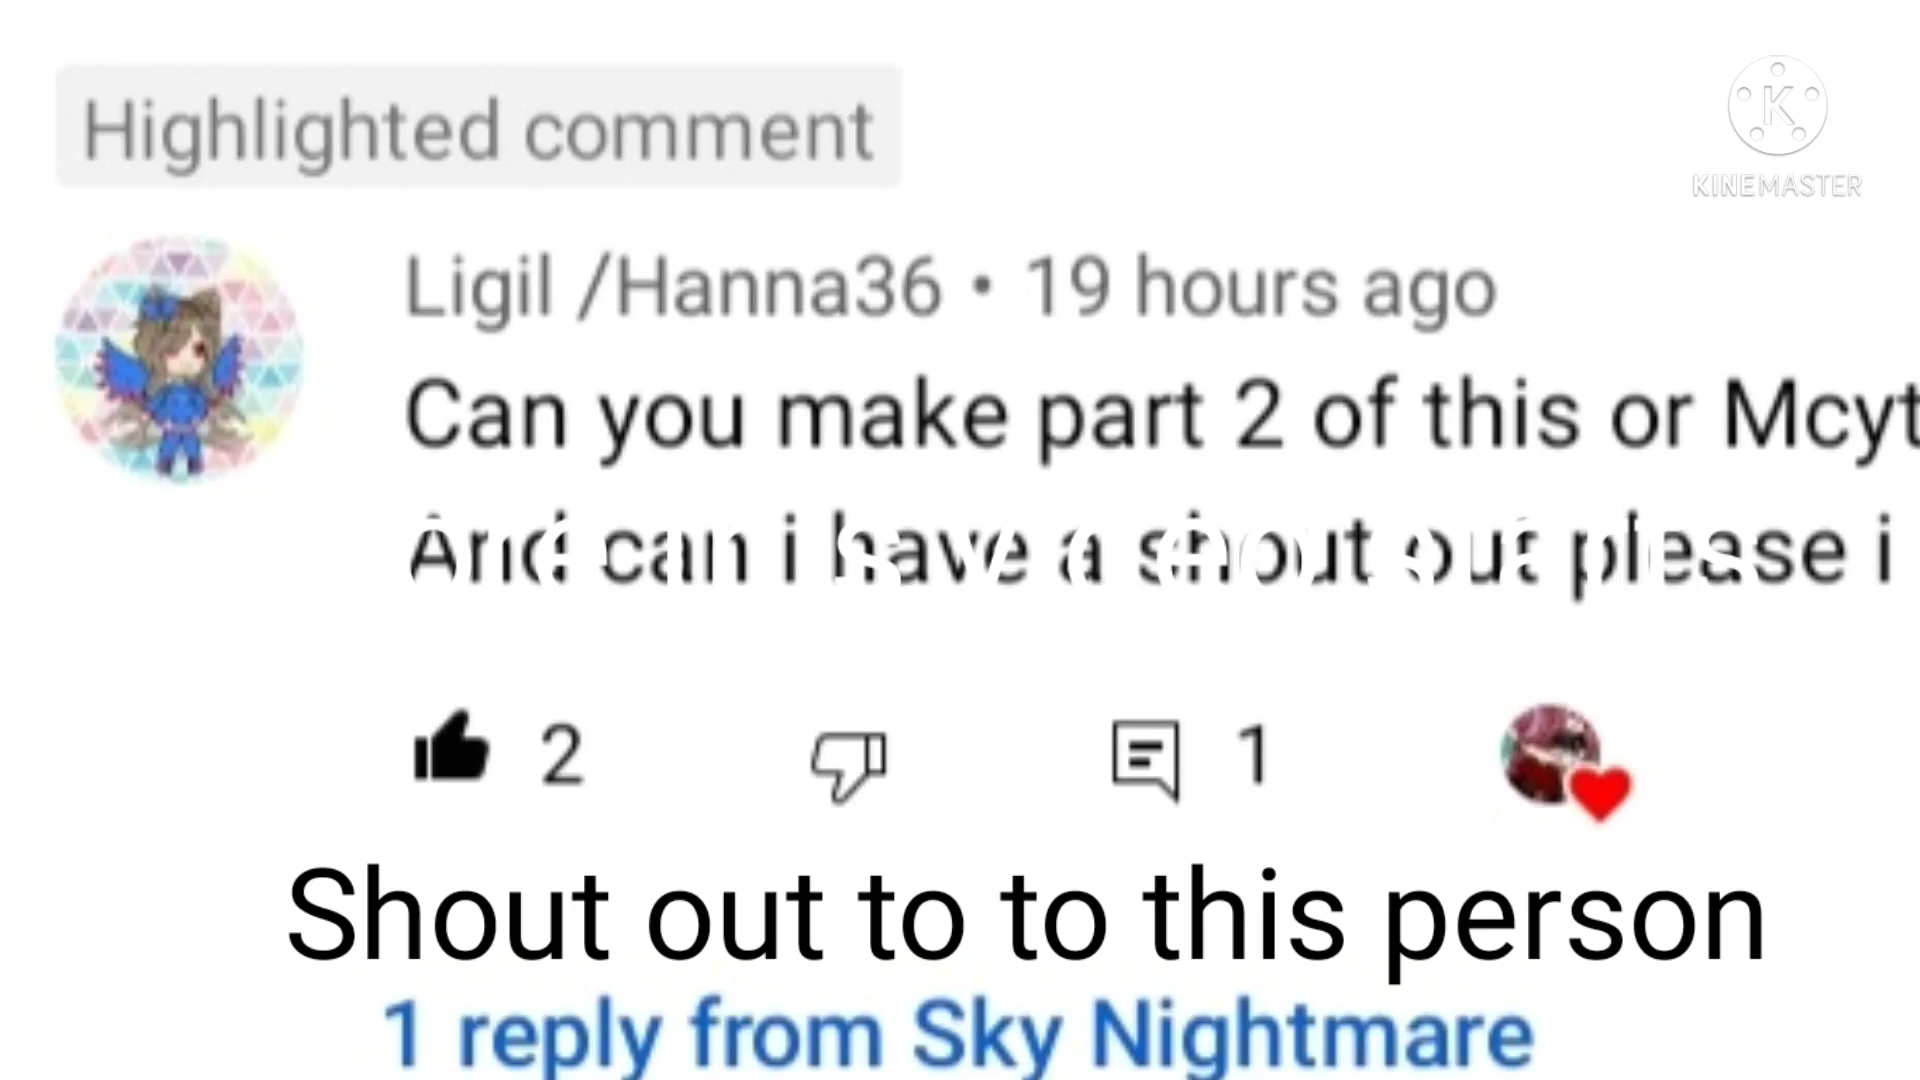 Highlighted comment
K
KINEMASTER
Ligil /Hanna36 • 19 hours ago
Can you make part 2 of this or Mcyt
And can i have a shout out please i
2
1
Shout out to to this person
1 reply from Sky Nightmare